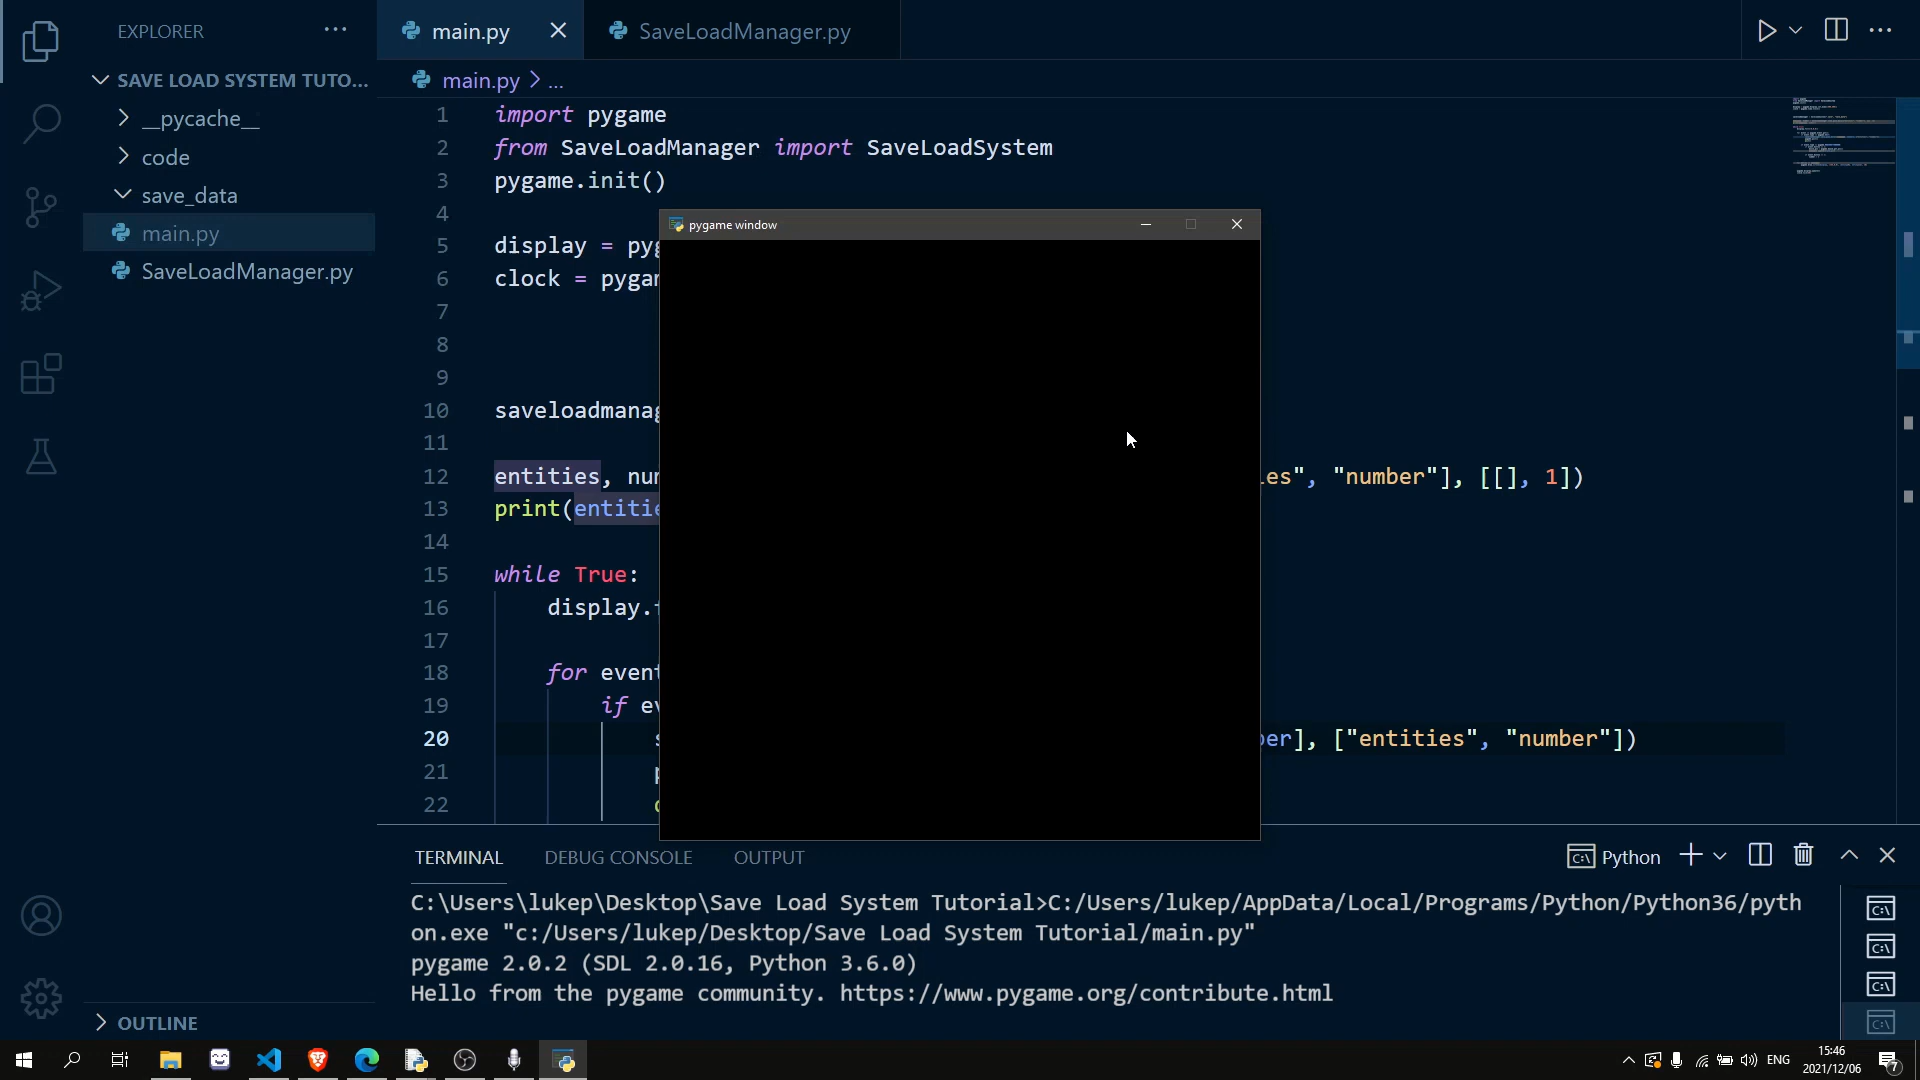 EXPLORER
SAVE LOAD SYSTEM TUTO...
__pycache__
code
save_data
main.py
SaveLoadManager.py
OUTLINE
main.py
SaveLoadManager.py
main.py > ...
1 import pygame
2 from SaveLoadManager import SaveLoadSystem
3 pygame.init()
4
5 display = pyg
6 clock = pygam
7
8
9
10 saveloadmanag
11
12 entities, num es", "number"], [[], 1])
13 print(entitie
14
15 while True:
16 display.
17
18 for event
19 if ev
20 s er], ["entities", "number"])
21 p
22
pygame window
TERMINAL
DEBUG CONSOLE
OUTPUT
Python
C:\Users\lukep\Desktop\Save Load System Tutorial>C:/Users/lukep/AppData/Local/Programs/Python/Python36/pyth
on.exe "c:/Users/lukep/Desktop/Save Load System Tutorial/main.py"
pygame 2.0.2 (SDL 2.0.16, Python 3.6.0)
Hello from the pygame community. https://www.pygame.org/contribute.html
ENG
15:46
2021/12/06
7